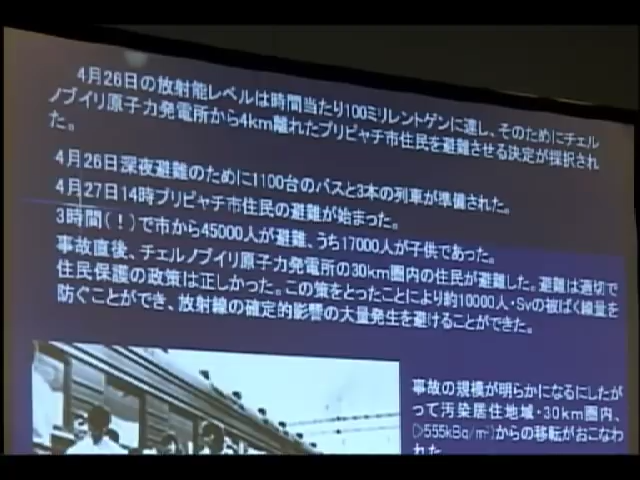 4月26日の放射能レベルは時間当たり100ミリレントゲンに達し、そのためにチェル
ノブイリ原子力発電所から4km離れたプリピャチ市住民を避難させる決定が採択され
た。
4月26日深夜避難のために1100台のバスと3本の列車が準備された。
4月27日14時プリピャチ市住民の避難が始まった。
3時間(！)で市から45000人が避難、うち17000人が子供であった。
事故直後、チェルノブイリ原子力発電所の30km圏内の住民が避難した。避難は適切で
住民保護の政策は正しかった。この策をとったことにより約10000人・Svの被ばく線量を
防ぐことができ、放射線の確定的影響の大量発生を避けることができた。
事故の規模が明らかになるにしたが
って汚染居住地域・30km圏内、
(>555kBq/㎡)からの移転がおこなわ
れた